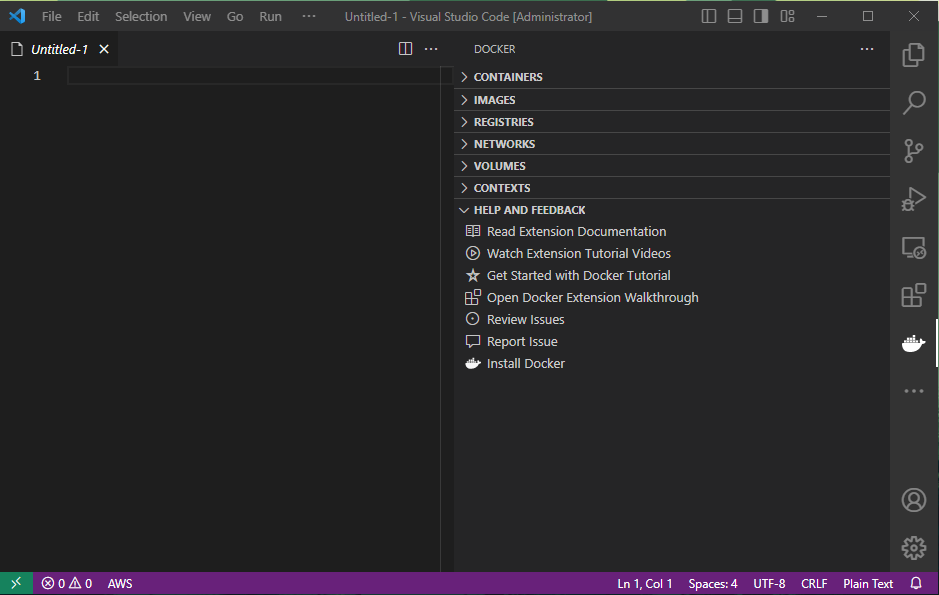 File Edit Selection View Go Run ··· Untitled-1 - Visual Studio Code [Administrator]
Untitled-1
1
DOCKER
CONTAINERS
IMAGES
REGISTRIES
NETWORKS
VOLUMES
CONTEXTS
HELP AND FEEDBACK
Read Extension Documentation
Watch Extension Tutorial Videos
Get Started with Docker Tutorial
Open Docker Extension Walkthrough
Review Issues
Report Issue
Install Docker
0 0 AWS Ln 1, Col 1 Spaces: 4 UTF-8 CRLF Plain Text